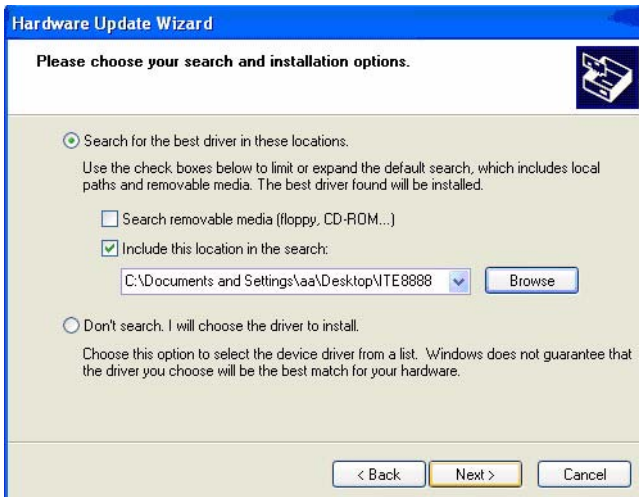 Hardware Update Wizard
Please choose your search and installation options.
Search for the best driver in these locations.
Use the check boxes below to limit or expand the default search, which includes local
paths and removable media. The best driver found will be installed.
Search removable media (floppy, CD-ROM...)
Include this location in the search:
C:\Documents and Settings\aa\Desktop\ITE8888
Browse
Don't search. I will choose the driver to install.
Choose this option to select the device driver from a list. Windows does not guarantee that
the driver you choose will be the best match for your hardware.
< Back Next > Cancel